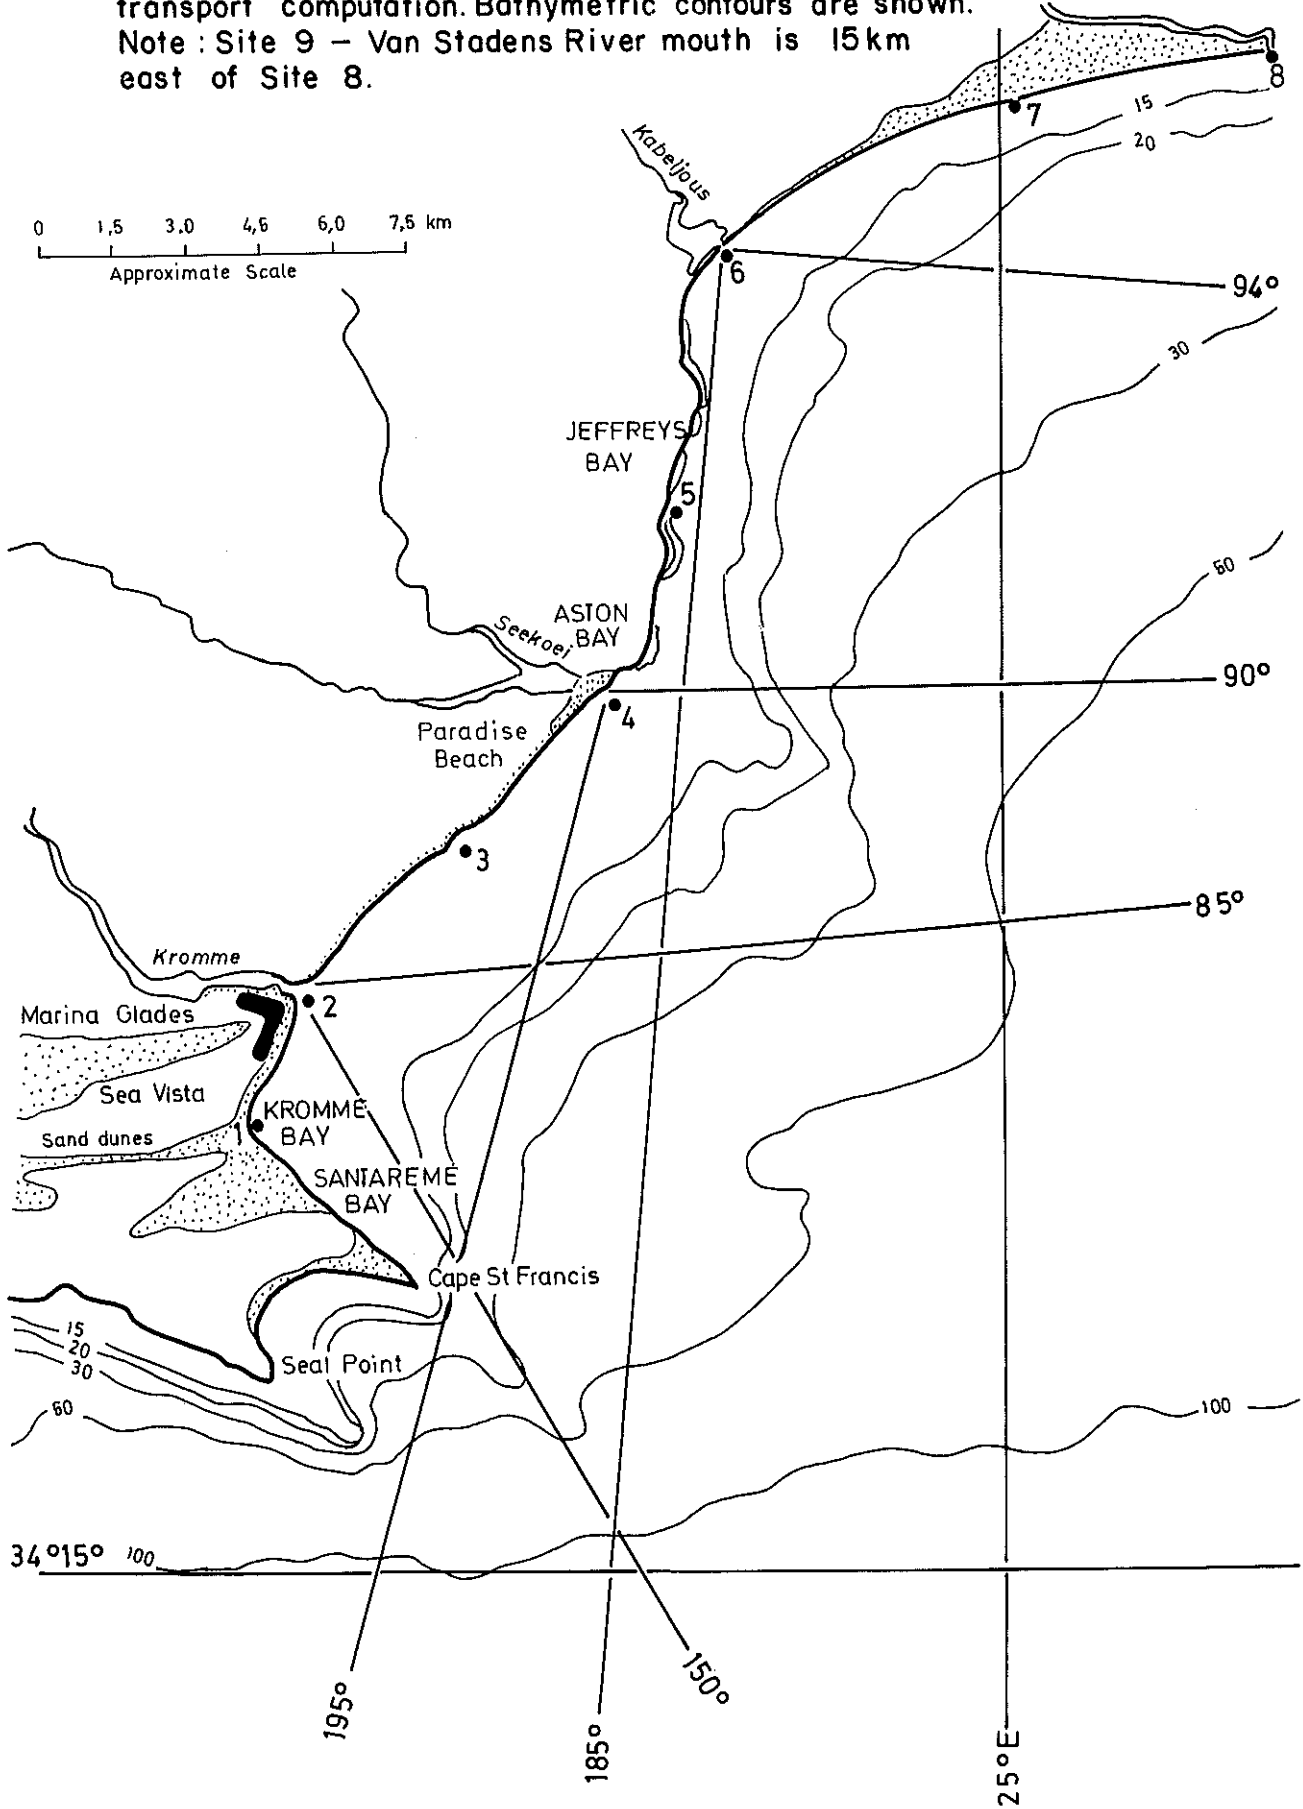 transport computation. Bathymetric contours are shown.
Note : Site 9 – Van Stadens River mouth is 15km
east of Site 8.
8
7
15
20
Kabeljous
0 1,5 3.0 4,5 6,0 7,5 km
Approximate Scale
6
94°
30
JEFFREYS
BAY
5
60
ASTON
BAY
Seekoei
90°
4
Paradise
Beach
3
85°
Kromme
2
Marina Glades
Sea Vista
KROMME
BAY
1
Sand dunes
SANTAREME
BAY
Cape St Francis
15
20
30
Seal Point
60
100
34°15°
100
195°
185°
150°
25°E